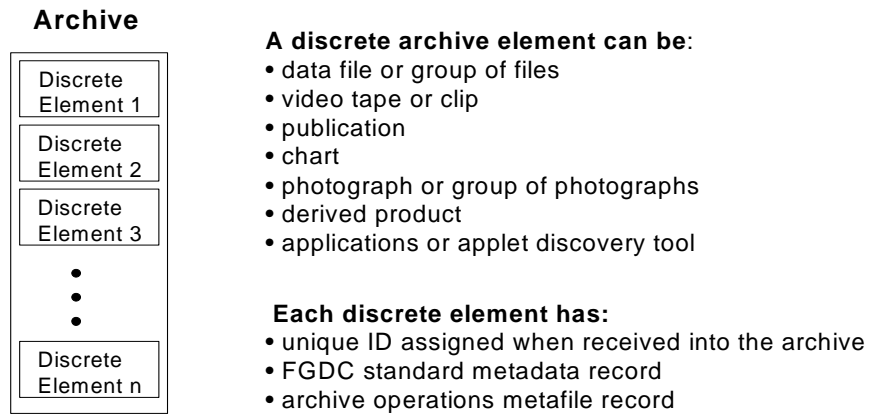 Archive
Discrete
Element 1
Discrete
Element 2
Discrete
Element 3
Discrete
Element n
A discrete archive element can be:
• data file or group of files
• video tape or clip
• publication
• chart
• photograph or group of photographs
• derived product
• applications or applet discovery tool
Each discrete element has:
• unique ID assigned when received into the archive
• FGDC standard metadata record
• archive operations metafile record